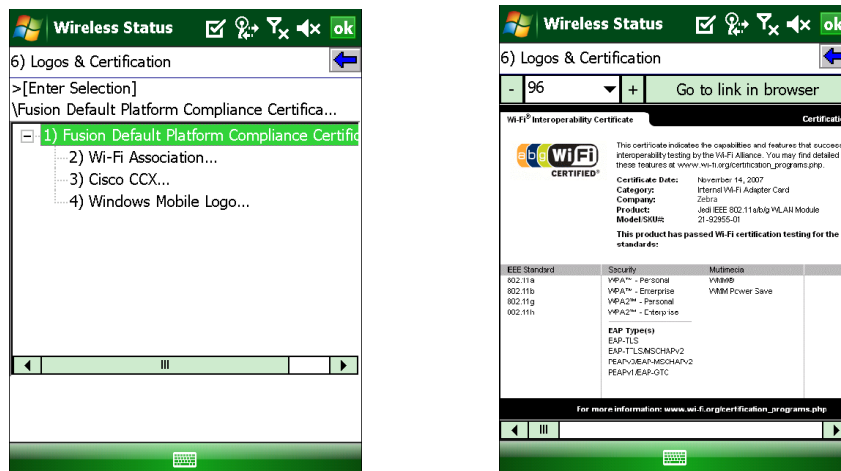 Wireless Status ok
6) Logos & Certification
>[Enter Selection]
\Fusion Default Platform Compliance Certifica...
1) Fusion Default Platform Compliance Certific
2) Wi-Fi Association...
3) Cisco CCX...
4) Windows Mobile Logo...
Wireless Status ok
6) Logos & Certification
- 96 + Go to link in browser
Wi-Fi® Interoperability Certificate Certificati
a b g WiFi CERTIFIED®
This certificate indicates the capabilities and features that success
interoperability testing by the Wi-Fi Alliance. You may find detailed
these features at www.wi-fi.org/certification_programs.php.
Certificate Date: November 14, 2007
Category: Internal Wi-Fi Adapter Card
Company: Zebra
Product: Jedi IEEE 802.11a/b/g WLAN Module
Model/SKU#: 21-92955-01
This product has passed Wi-Fi certification testing for the
standards:
IEEE Standard Security Multimedia
802.11a WPA™ - Personal WMM®
802.11b WPA™ - Enterprise WMM Power Save
802.11g WPA2™ - Personal
802.11h WPA2™ - Enterprise
EAP Type(s)
EAP-TLS
EAP-TTLS/MSCHAPv2
PEAPv0/EAP-MSCHAPv2
PEAPv1/EAP-GTC
For more information: www.wi-fi.org/certification_programs.php